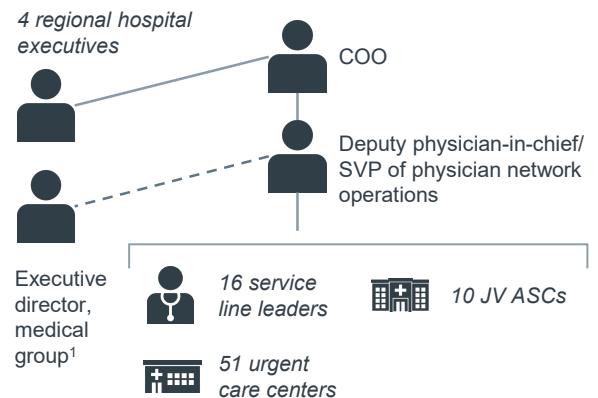 4 regional hospital
executives
COO
Deputy physician-in-chief/
SVP of physician network
operations
Executive
director,
medical
group¹
16 service
line leaders
10 JV ASCs
51 urgent
care centers